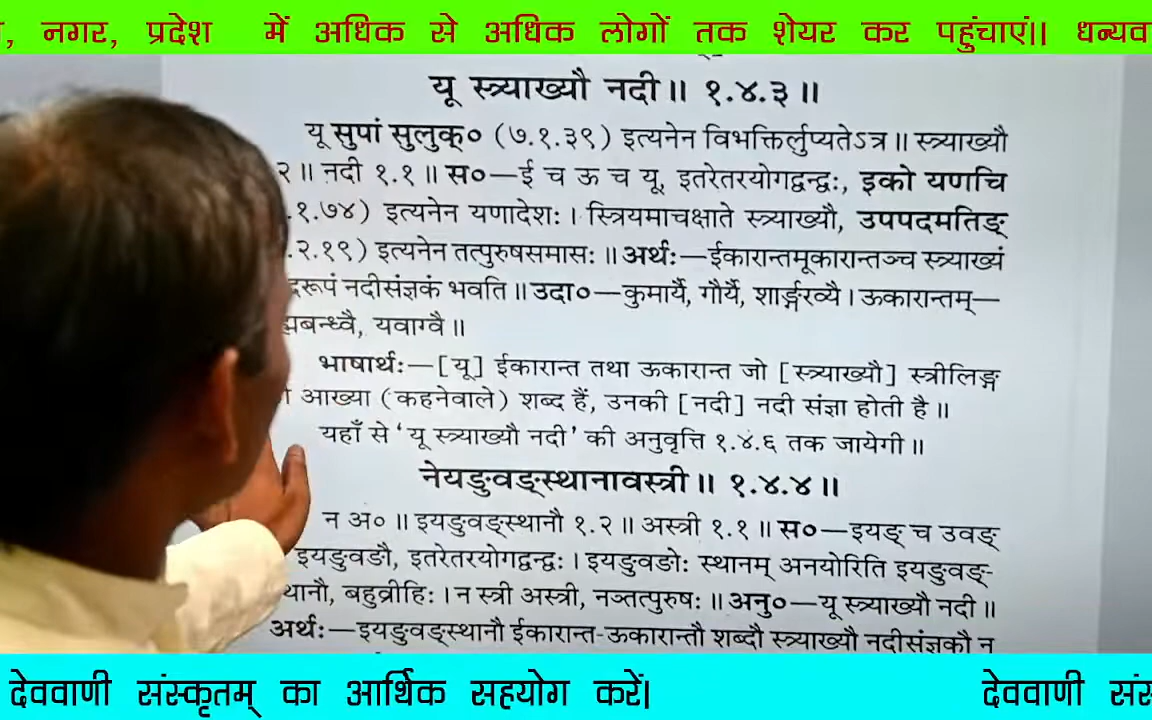 , नगर, प्रदेश में अधिक से अधिक लोगों तक शेयर कर पहुंचाएं।। धन्यव
यू स्त्र्याख्यौ नदी॥ १.४.३॥
यू सुपां सुलुक्० (७.१.३९) इत्यनेन विभक्तिर्लुप्यतेऽत्र॥ स्त्र्याख्यौ
२॥ नदी १.१॥ स०—ई च ऊ च यू, इतरेतरयोगद्वन्द्वः, इको यणचि
.१.७४) इत्यनेन यणादेशः। स्त्रियमाचक्षाते स्त्र्याख्यौ, उपपदमतिङ्
.२.१९) इत्यनेन तत्पुरुषसमासः॥ अर्थः—ईकारान्तमूकारान्तञ्च स्त्र्याख्यं
रूपं नदीसंज्ञकं भवति॥ उदा०—कुमार्यै, गौर्यै, शार्ङ्गरव्यै। ऊकारान्तम्—
मबन्ध्वै, यवाग्वै॥
भाषार्थः—[यू] ईकारान्त तथा ऊकारान्त जो [स्त्र्याख्यौ] स्त्रीलिङ्ग
आख्या (कहनेवाले) शब्द हैं, उनकी [नदी] नदी संज्ञा होती है॥
यहाँ से 'यू स्त्र्याख्यौ नदी' की अनुवृत्ति १.४.६ तक जायेगी॥
नेयङुवङ्स्थानावस्त्री॥ १.४.४॥
न अ०॥ इयङुवङ्स्थानौ १.२॥ अस्त्री १.१॥ स०—इयङ् च उवङ्
इयङुवङौ, इतरेतरयोगद्वन्द्वः। इयङुवङोः स्थानम् अनयोरिति इयङुवङ्-
थानौ, बहुव्रीहिः। न स्त्री अस्त्री, नञ्तत्पुरुषः॥ अनु०—यू स्त्र्याख्यौ नदी॥
अर्थः—इयङुवङ्स्थानौ ईकारान्त-ऊकारान्तौ शब्दौ स्त्र्याख्यौ नदीसंज्ञकौ न
देववाणी संस्कृतम् का आर्थिक सहयोग करें। देववाणी संस